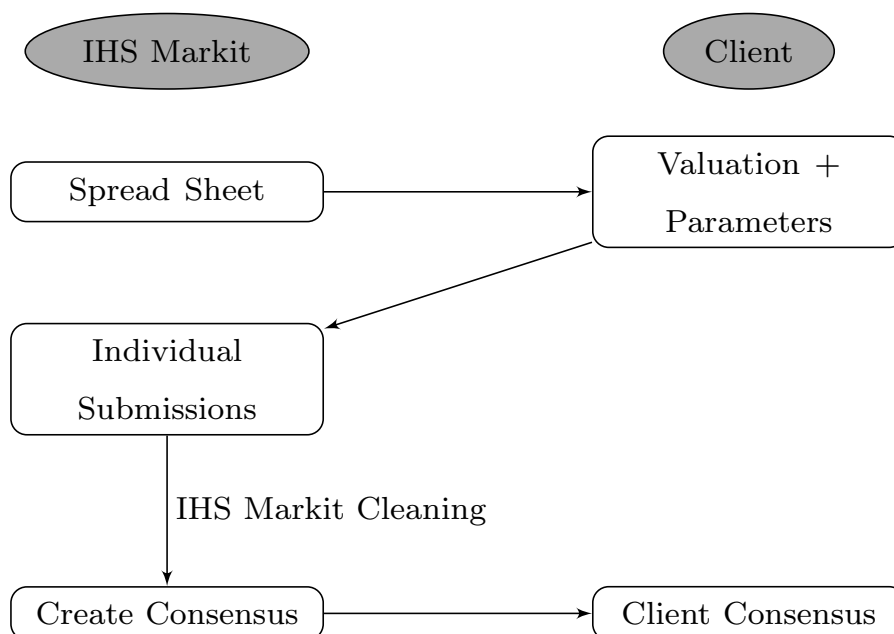 IHS Markit
Client
Spread Sheet
Valuation +
Parameters
Individual
Submissions
IHS Markit Cleaning
Create Consensus
Client Consensus